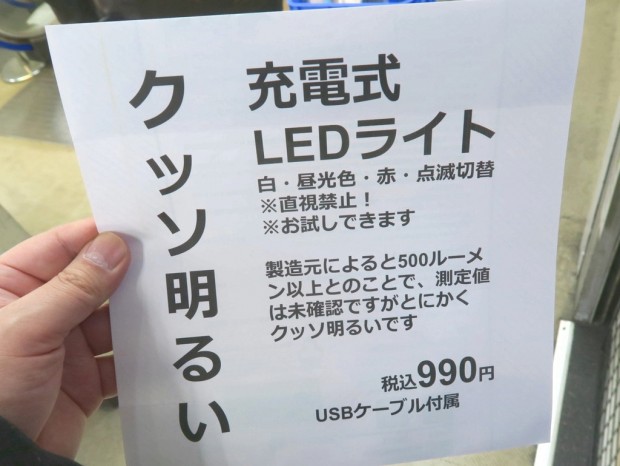 クッソ明るい
充電式
LEDライト
白・昼光色・赤・点滅切替
※直視禁止！
※お試しできます
製造元によると500ルーメ
ン以上とのことで、測定値
は未確認ですがとにかく
クッソ明るいです
税込990円
USBケーブル付属